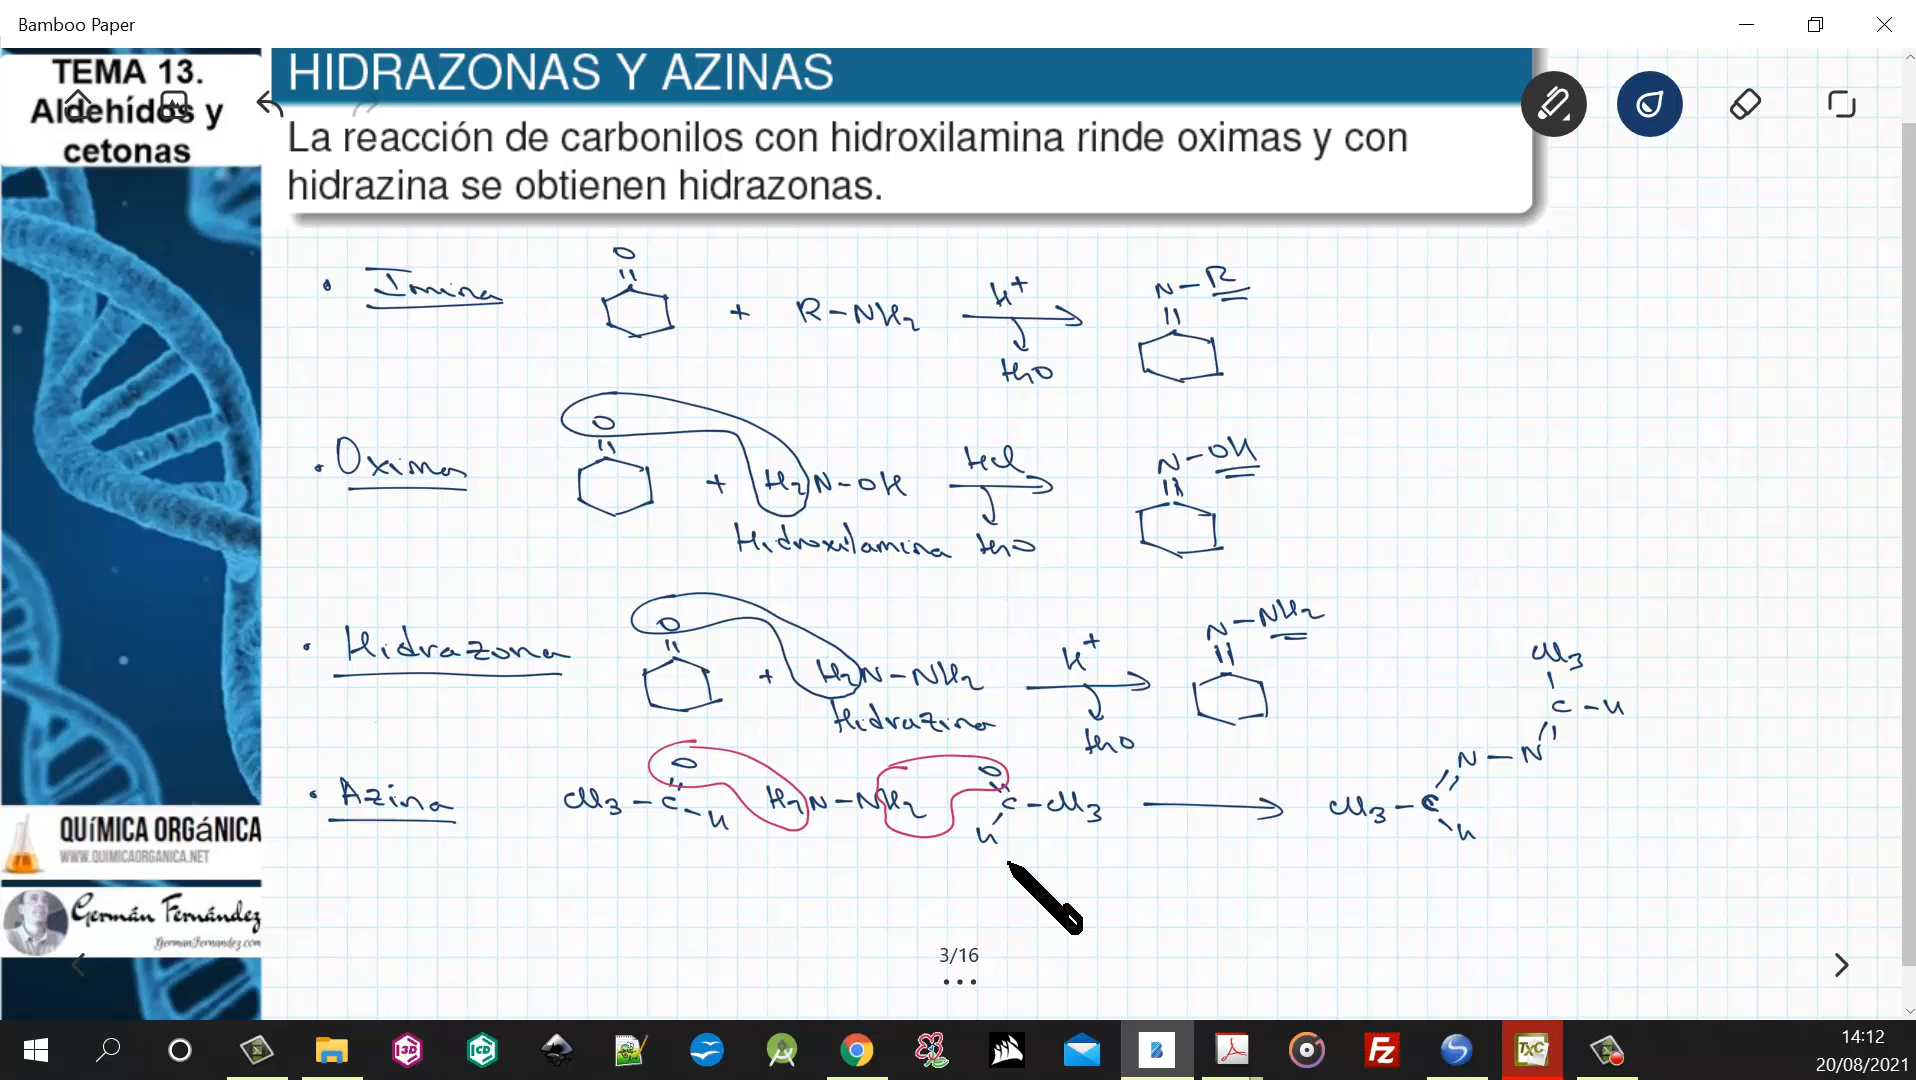 Bamboo Paper
TEMA 13.
Aldehídos y
cetonas
HIDRAZONAS Y AZINAS
La reacción de carbonilos con hidroxilamina rinde oximas y con
hidrazina se obtienen hidrazonas.
• Imina
O
+ R-NH2
H+
H2O
N-R
• Oxima
O
+ H2N-OH
Hidroxilamina
HCl
H2O
N-OH
• Hidrazona
O
+ H2N-NH2
Hidrazina
H+
H2O
N-NH2
• Azina
CH3-C
O
H
H2N-NH2
O
C-CH3
H
CH3-C
H
N-N
C-H
CH3
QUÍMICA ORGáNICA
WWW.QUIMICAORGANICA.NET
Germán Fernández
GermanFernandez.com
3/16
14:12
20/08/2021